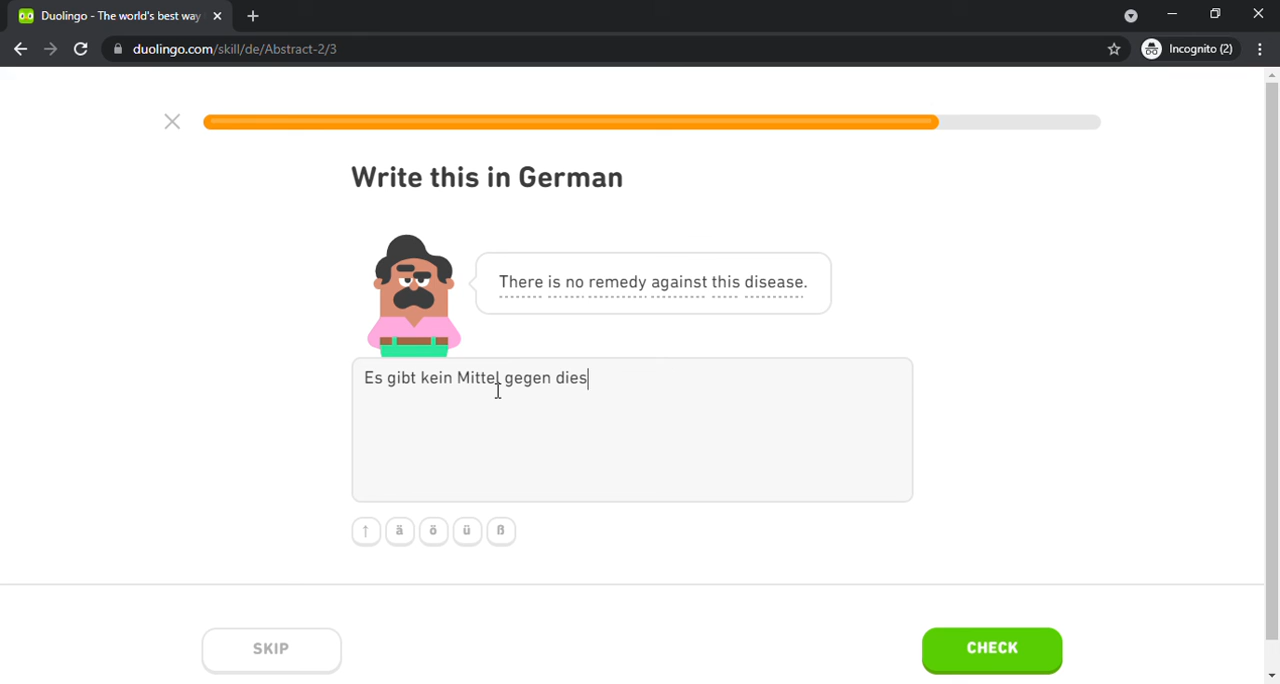 Duolingo - The world's best way
duolingo.com/skill/de/Abstract-2/3
Incognito (2)
Write this in German
There is no remedy against this disease.
Es gibt kein Mittel gegen dies
↑ ä ö ü ß
SKIP
CHECK